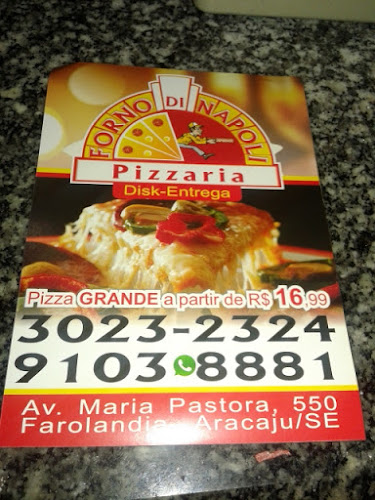 FORNO DI NAPOLI
Pizzaria
Disk-Entrega
Pizza GRANDE a partir de R$ 16,99
3023-2324
9103 8881
Av. Maria Pastora, 550
Farolandia Aracaju/SE